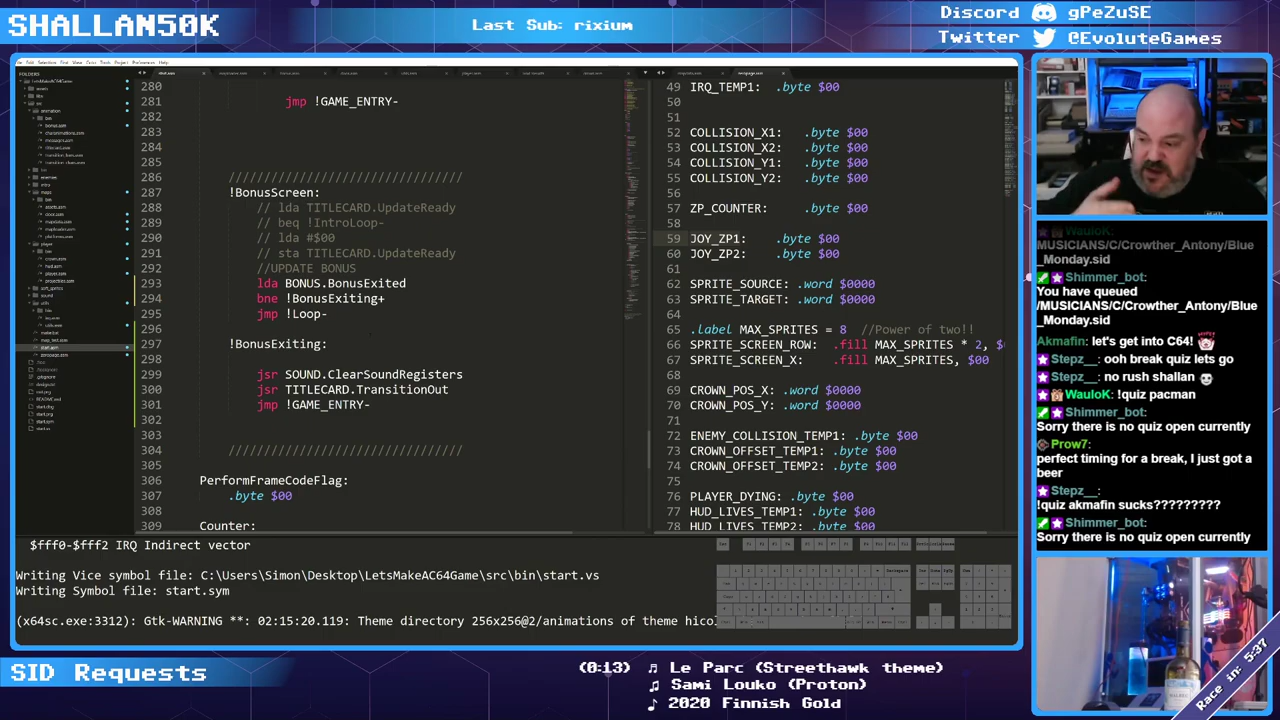 SHALLAN50K
Last Sub: rixium
Discord gPeZuSE
Twitter @EvoluteGames
FOLDERS
280
281 jmp !GAME_ENTRY-
282
283
284
285
286 /////////////////////////////////
287 !BonusScreen:
288 // lda TITLECARD.UpdateReady
289 // beq !IntroLoop-
290 // lda #$00
291 // sta TITLECARD.UpdateReady
292 //UPDATE BONUS
293 lda BONUS.BonusExited
294 bne !BonusExiting+
295 jmp !Loop-
296
297 !BonusExiting:
298
299 jsr SOUND.ClearSoundRegisters
300 jsr TITLECARD.TransitionOut
301 jmp !GAME_ENTRY-
302
303
304 /////////////////////////////////
305
306 PerformFrameCodeFlag:
307 .byte $00
308
309 Counter:
49 IRQ_TEMP1: .byte $00
50
51
52 COLLISION_X1: .byte $00
53 COLLISION_X2: .byte $00
54 COLLISION_Y1: .byte $00
55 COLLISION_Y2: .byte $00
56
57 ZP_COUNTER: .byte $00
59 JOY_ZP1: .byte $00
60 JOY_ZP2: .byte $00
61
62 SPRITE_SOURCE: .word $0000
63 SPRITE_TARGET: .word $0000
64
65 .label MAX_SPRITES = 8 //Power of two!!
66 SPRITE_SCREEN_ROW: .fill MAX_SPRITES * 2, $
67 SPRITE_SCREEN_X: .fill MAX_SPRITES, $00
68
69 CROWN_POS_X: .word $0000
70 CROWN_POS_Y: .word $0000
71
72 ENEMY_COLLISION_TEMP1: .byte $00
73 CROWN_OFFSET_TEMP1: .byte $00
74 CROWN_OFFSET_TEMP2: .byte $00
75
76 PLAYER_DYING: .byte $00
77 HUD_LIVES_TEMP1: .byte $00
78 HUD_LIVES_TEMP2: .byte $00
$fff0-$fff2 IRQ Indirect vector
Writing Vice symbol file: C:\Users\Simon\Desktop\LetsMakeAC64Game\src\bin\start.vs
Writing Symbol file: start.sym
(x64sc.exe:3312): Gtk-WARNING **: 02:15:20.119: Theme directory 256x256@2/animations of theme hicol
WauloK:
/MUSICIANS/C/Crowther_Antony/Blue
_Monday.sid
Shimmer_bot:
You have queued
/MUSICIANS/C/Crowther_Antony/Blue
_Monday.sid
Akmafin: let's get into C64!
Stepz__: ooh break quiz lets go
Stepz__: no rush shallan
WauloK: !quiz pacman
Shimmer_bot:
Sorry there is no quiz open currently
Prow7:
perfect timing for a break, I just got a
beer
Stepz__:
!quiz akmafin sucks?????????
Shimmer_bot:
Sorry there is no quiz open currently
Race in: 5:37
SID Requests
(0:13) Le Parc (Streethawk theme)
Sami Louko (Proton)
2020 Finnish Gold